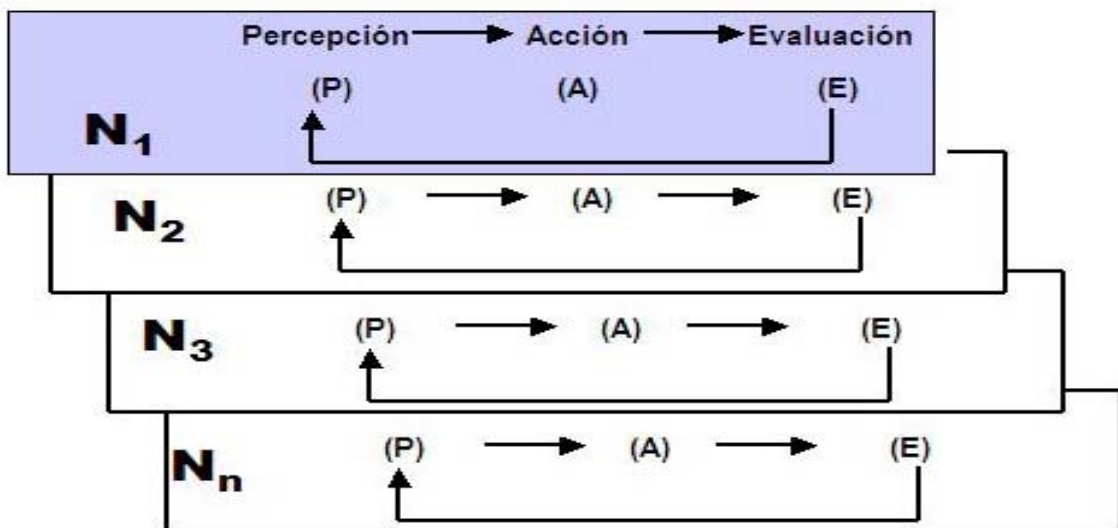 Percepción Acción Evaluación
(P) (A) (E)
N1
(P) (A) (E)
N2
(P) (A) (E)
N3
(P) (A) (E)
Nn